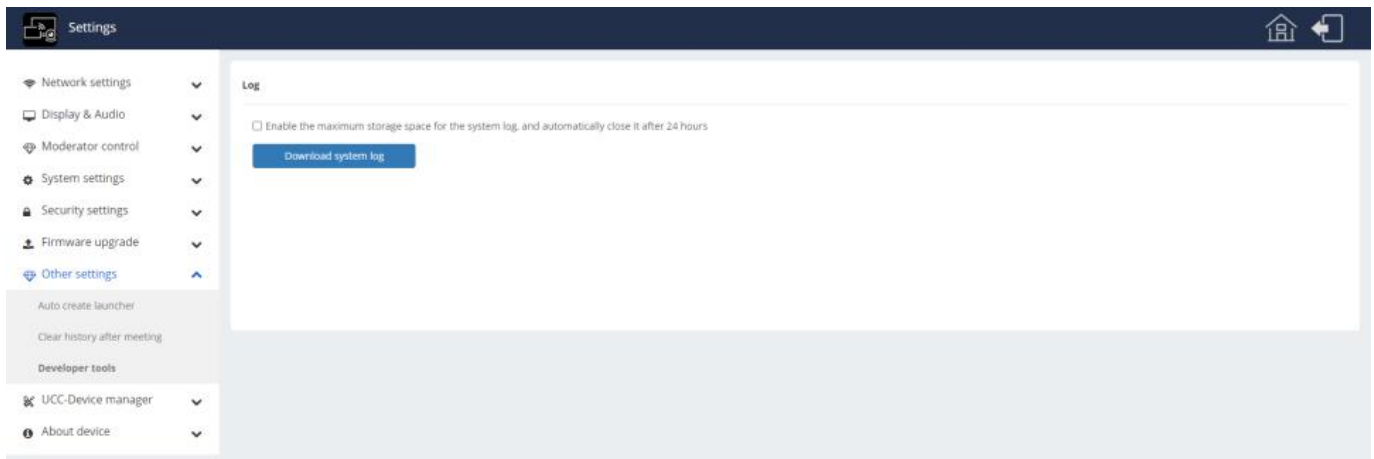 Settings
Network settings
Display & Audio
Moderator control
System settings
Security settings
Firmware upgrade
Other settings
Auto create launcher
Clear history after meeting
Developer tools
UCC-Device manager
About device
Log
Enable the maximum storage space for the system log, and automatically close it after 24 hours
Download system log